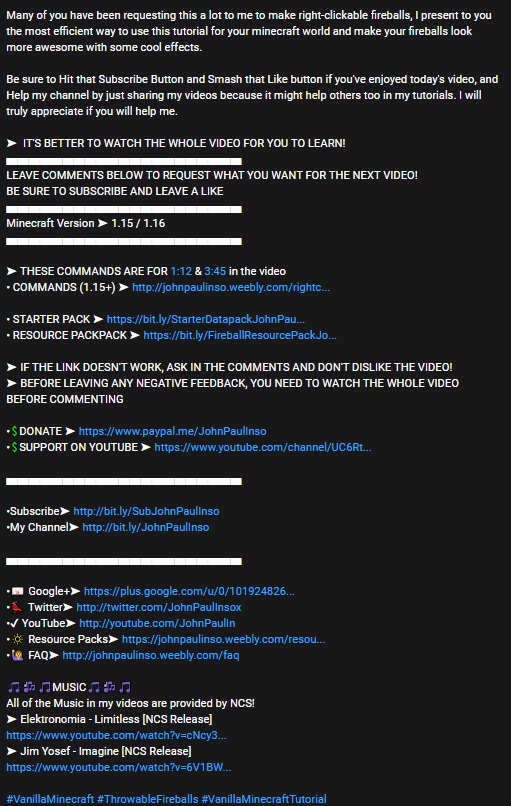 Many of you have been requesting this a lot to me to make right-clickable fireballs, I present to you
the most efficient way to use this tutorial for your minecraft world and make your fireballs look
more awesome with some cool effects.
Be sure to Hit that Subscribe Button and Smash that Like button if you've enjoyed today's video, and
Help my channel by just sharing my videos because it might help others too in my tutorials. I will
truly appreciate if you will help me.
➤ IT'S BETTER TO WATCH THE WHOLE VIDEO FOR YOU TO LEARN!
LEAVE COMMENTS BELOW TO REQUEST WHAT YOU WANT FOR THE NEXT VIDEO!
BE SURE TO SUBSCRIBE AND LEAVE A LIKE
Minecraft Version ➤ 1.15 / 1.16
➤ THESE COMMANDS ARE FOR 1:12 & 3:45 in the video
• COMMANDS (1.15+) ➤ http://johnpaulinso.weebly.com/rightc...
• STARTER PACK ➤ https://bit.ly/StarterDatapackJohnPau...
• RESOURCE PACKPACK ➤ https://bit.ly/FireballResourcePackJo...
➤ IF THE LINK DOESN'T WORK, ASK IN THE COMMENTS AND DON'T DISLIKE THE VIDEO!
➤ BEFORE LEAVING ANY NEGATIVE FEEDBACK, YOU NEED TO WATCH THE WHOLE VIDEO
BEFORE COMMENTING
•💲DONATE ➤ https://www.paypal.me/JohnPaulInso
•💲SUPPORT ON YOUTUBE ➤ https://www.youtube.com/channel/UC6Rt...
•Subscribe➤ http://bit.ly/SubJohnPaulInso
•My Channel➤ http://bit.ly/JohnPaulInso
• Google+➤ https://plus.google.com/u/0/101924826...
• Twitter➤ http://twitter.com/JohnPaulInsox
•✔ YouTube➤ http://youtube.com/JohnPaulIn
• Resource Packs➤ https://johnpaulinso.weebly.com/resou...
• FAQ➤ http://johnpaulinso.weebly.com/faq
🎵🎶🎵MUSIC🎵🎶🎵
All of the Music in my videos are provided by NCS!
➤ Elektronomia - Limitless [NCS Release]
https://www.youtube.com/watch?v=cNcy3...
➤ Jim Yosef - Imagine [NCS Release]
https://www.youtube.com/watch?v=6V1BW...
#VanillaMinecraft #ThrowableFireballs #VanillaMinecraftTutorial